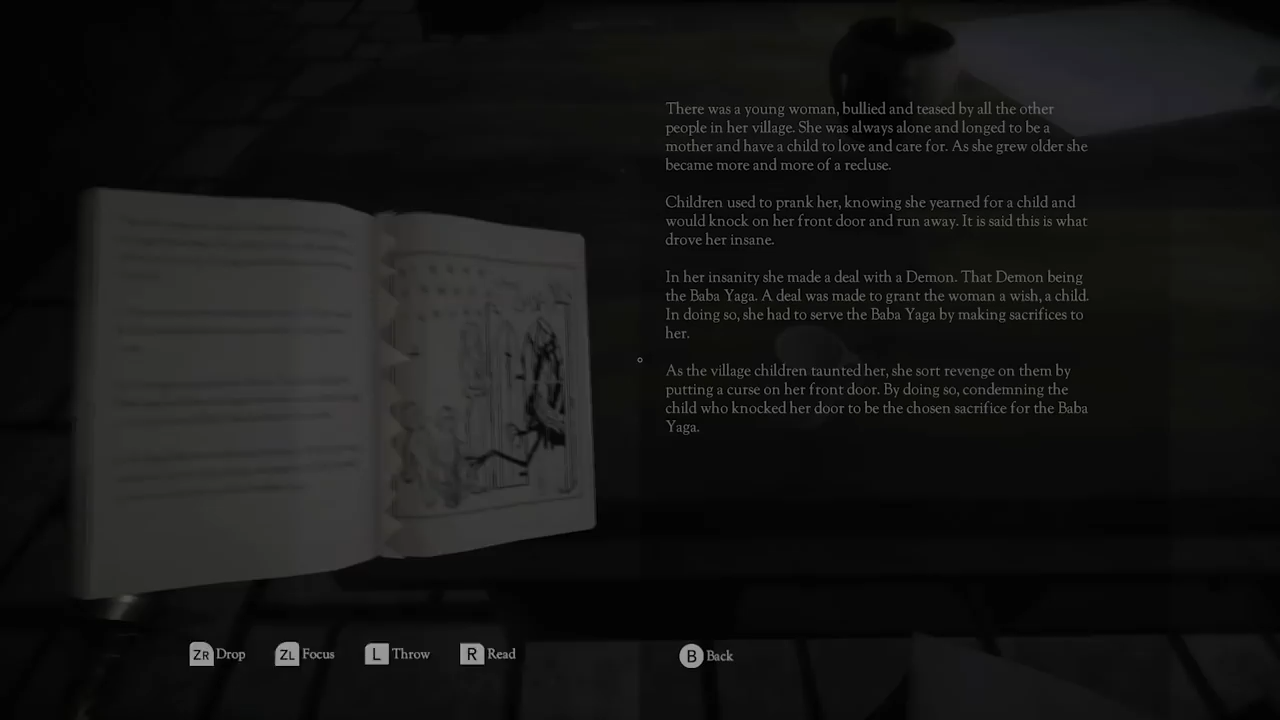 There was a young woman, bullied and teased by all the other
people in her village. She was always alone and longed to be a
mother and have a child to love and care for. As she grew older she
became more and more of a recluse.
Children used to prank her, knowing she yearned for a child and
would knock on her front door and run away. It is said this is what
drove her insane.
In her insanity she made a deal with a Demon. That Demon being
the Baba Yaga. A deal was made to grant the woman a wish, a child.
In doing so, she had to serve the Baba Yaga by making sacrifices to
her.
As the village children taunted her, she sort revenge on them by
putting a curse on her front door. By doing so, condemning the
child who knocked her door to be the chosen sacrifice for the Baba
Yaga.
ZR Drop ZL Focus L Throw R Read B Back